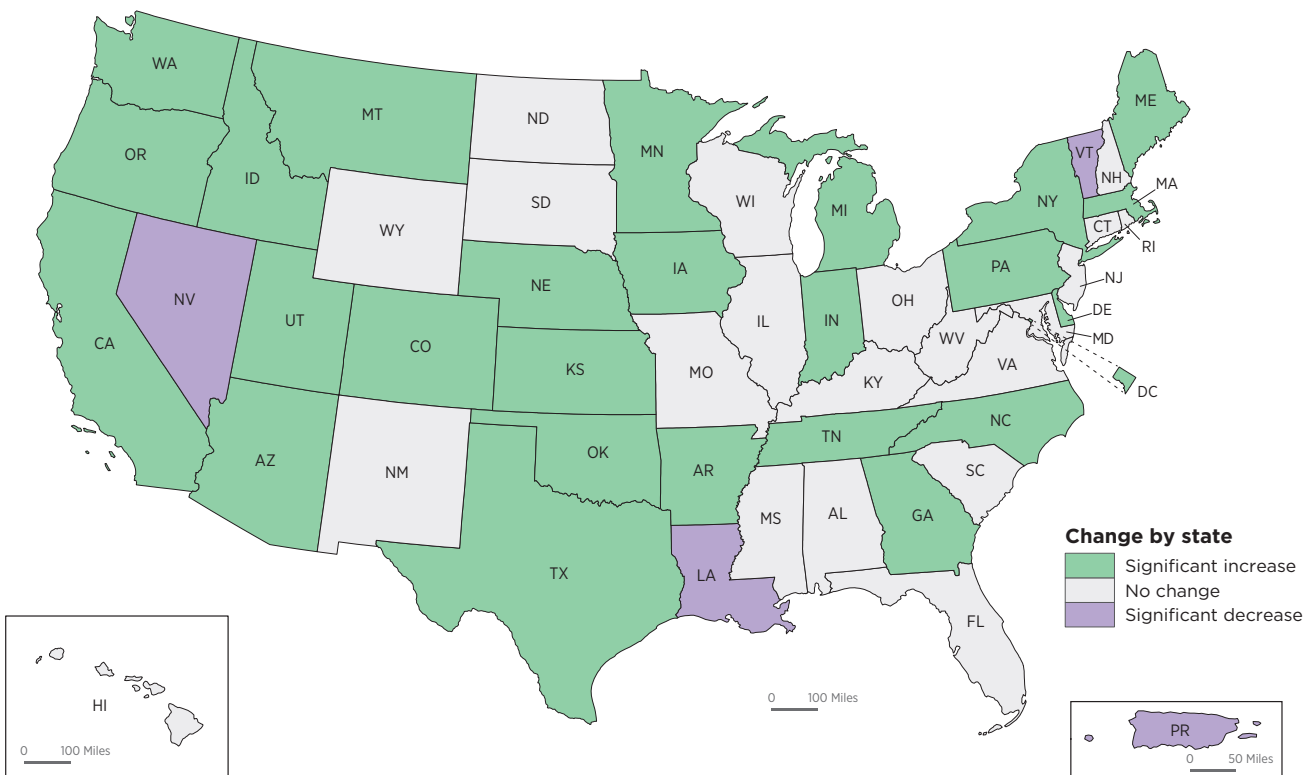 WA
MT
ND
ME
OR
MN
VT
ID
NH
MA
SD
WI
NY
MI
WY
CT
RI
IA
PA
NJ
NE
NV
OH
DE
IL
IN
UT
WV
MD
CA
CO
VA
KS
MO
KY
DC
NC
TN
OK
AZ
AR
SC
NM
MS
AL
GA
Change by state
Significant increase
TX
LA
No change
Significant decrease
FL
0 100 Miles
HI
PR
0 100 Miles
0 50 Miles